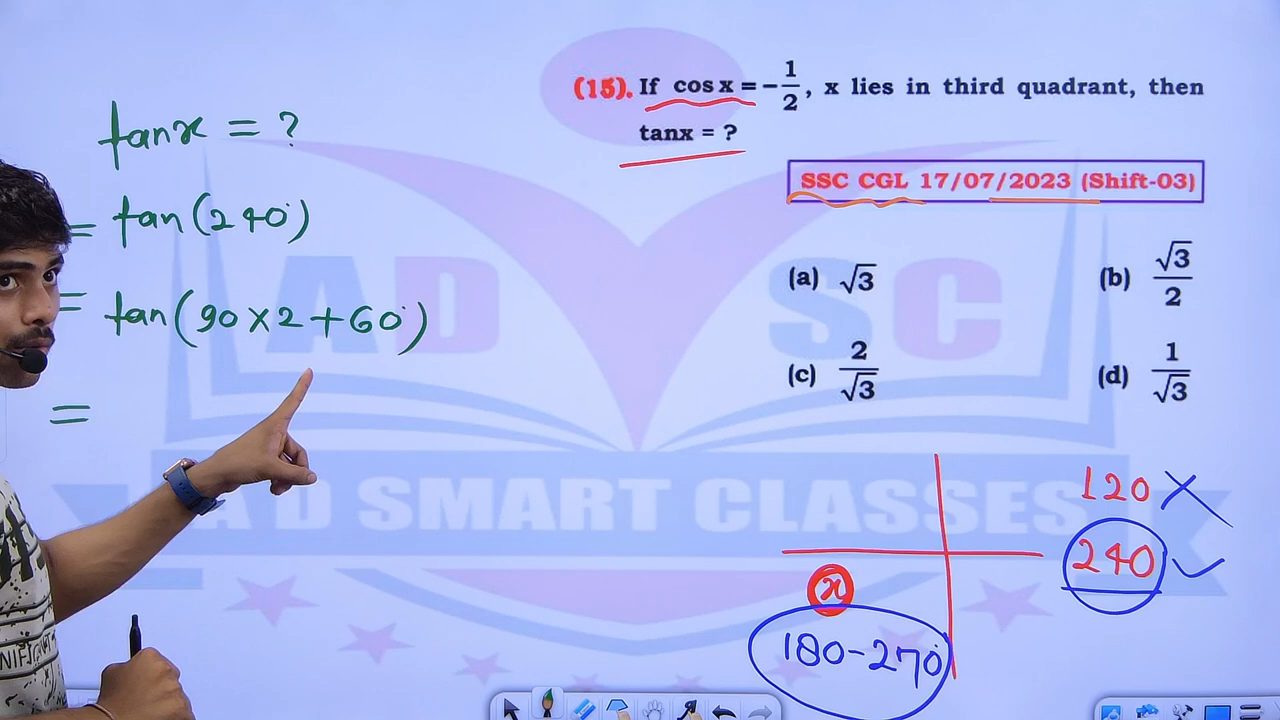 (15). If cos x = -1/2, x lies in third quadrant, then
tanx = ?
SSC CGL 17/07/2023 (Shift-03)
(a) √3
(b) √3/2
(c) 2/√3
(d) 1/√3
tanx = ?
= tan(240°)
= tan(90×2+60°)
=
120 ×
240 ✓
x
180-270
AD SC
A D SMART CLASSES